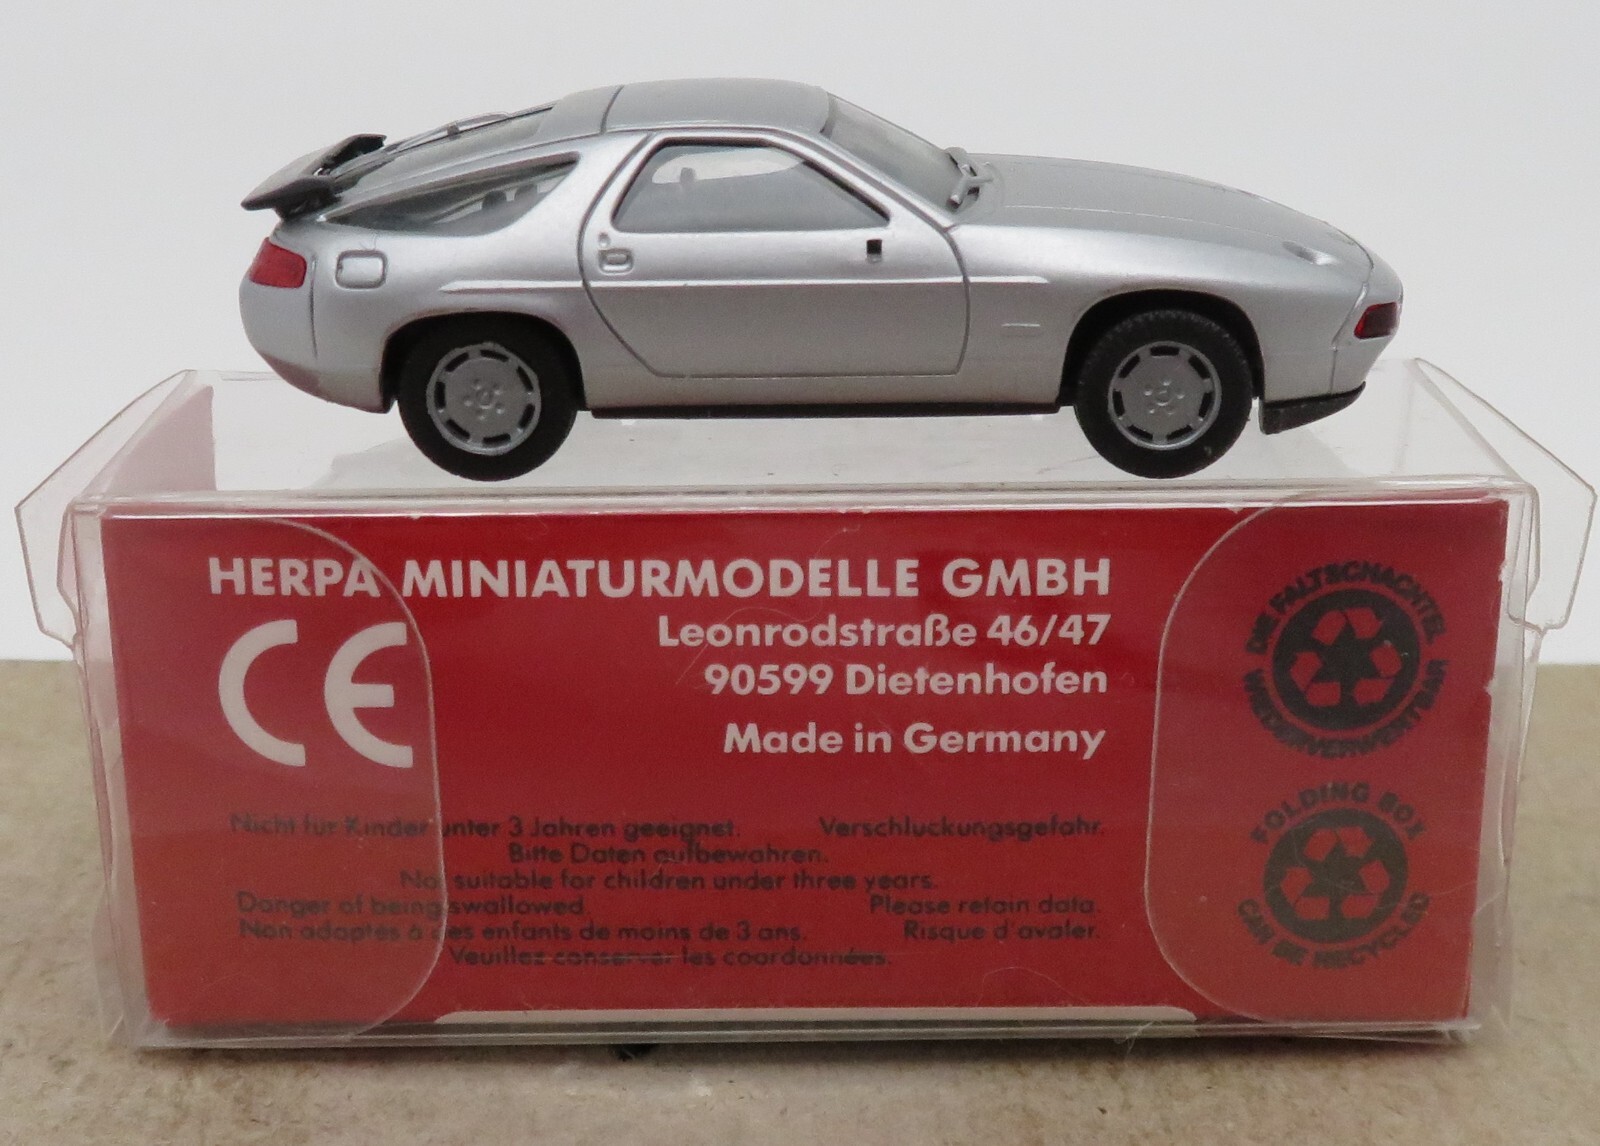 HERPA MINIATURMODELLE GMBH
Leonrodstraße 46/47
90599 Dietenhofen
Made in Germany
CE
Nicht für Kinder unter 3 Jahren geeignet. Verschluckungsgefahr.
Bitte Daten aufbewahren.
Not suitable for children under three years.
Danger of being swallowed. Please retain data.
Non adaptés à des enfants de moins de 3 ans. Risque d'avaler.
Veuillez conserver les coordonnées.
DIE FALTSCHACHTEL
WIEDERVERWERTBAR
FOLDING BOX
CAN BE RECYCLED